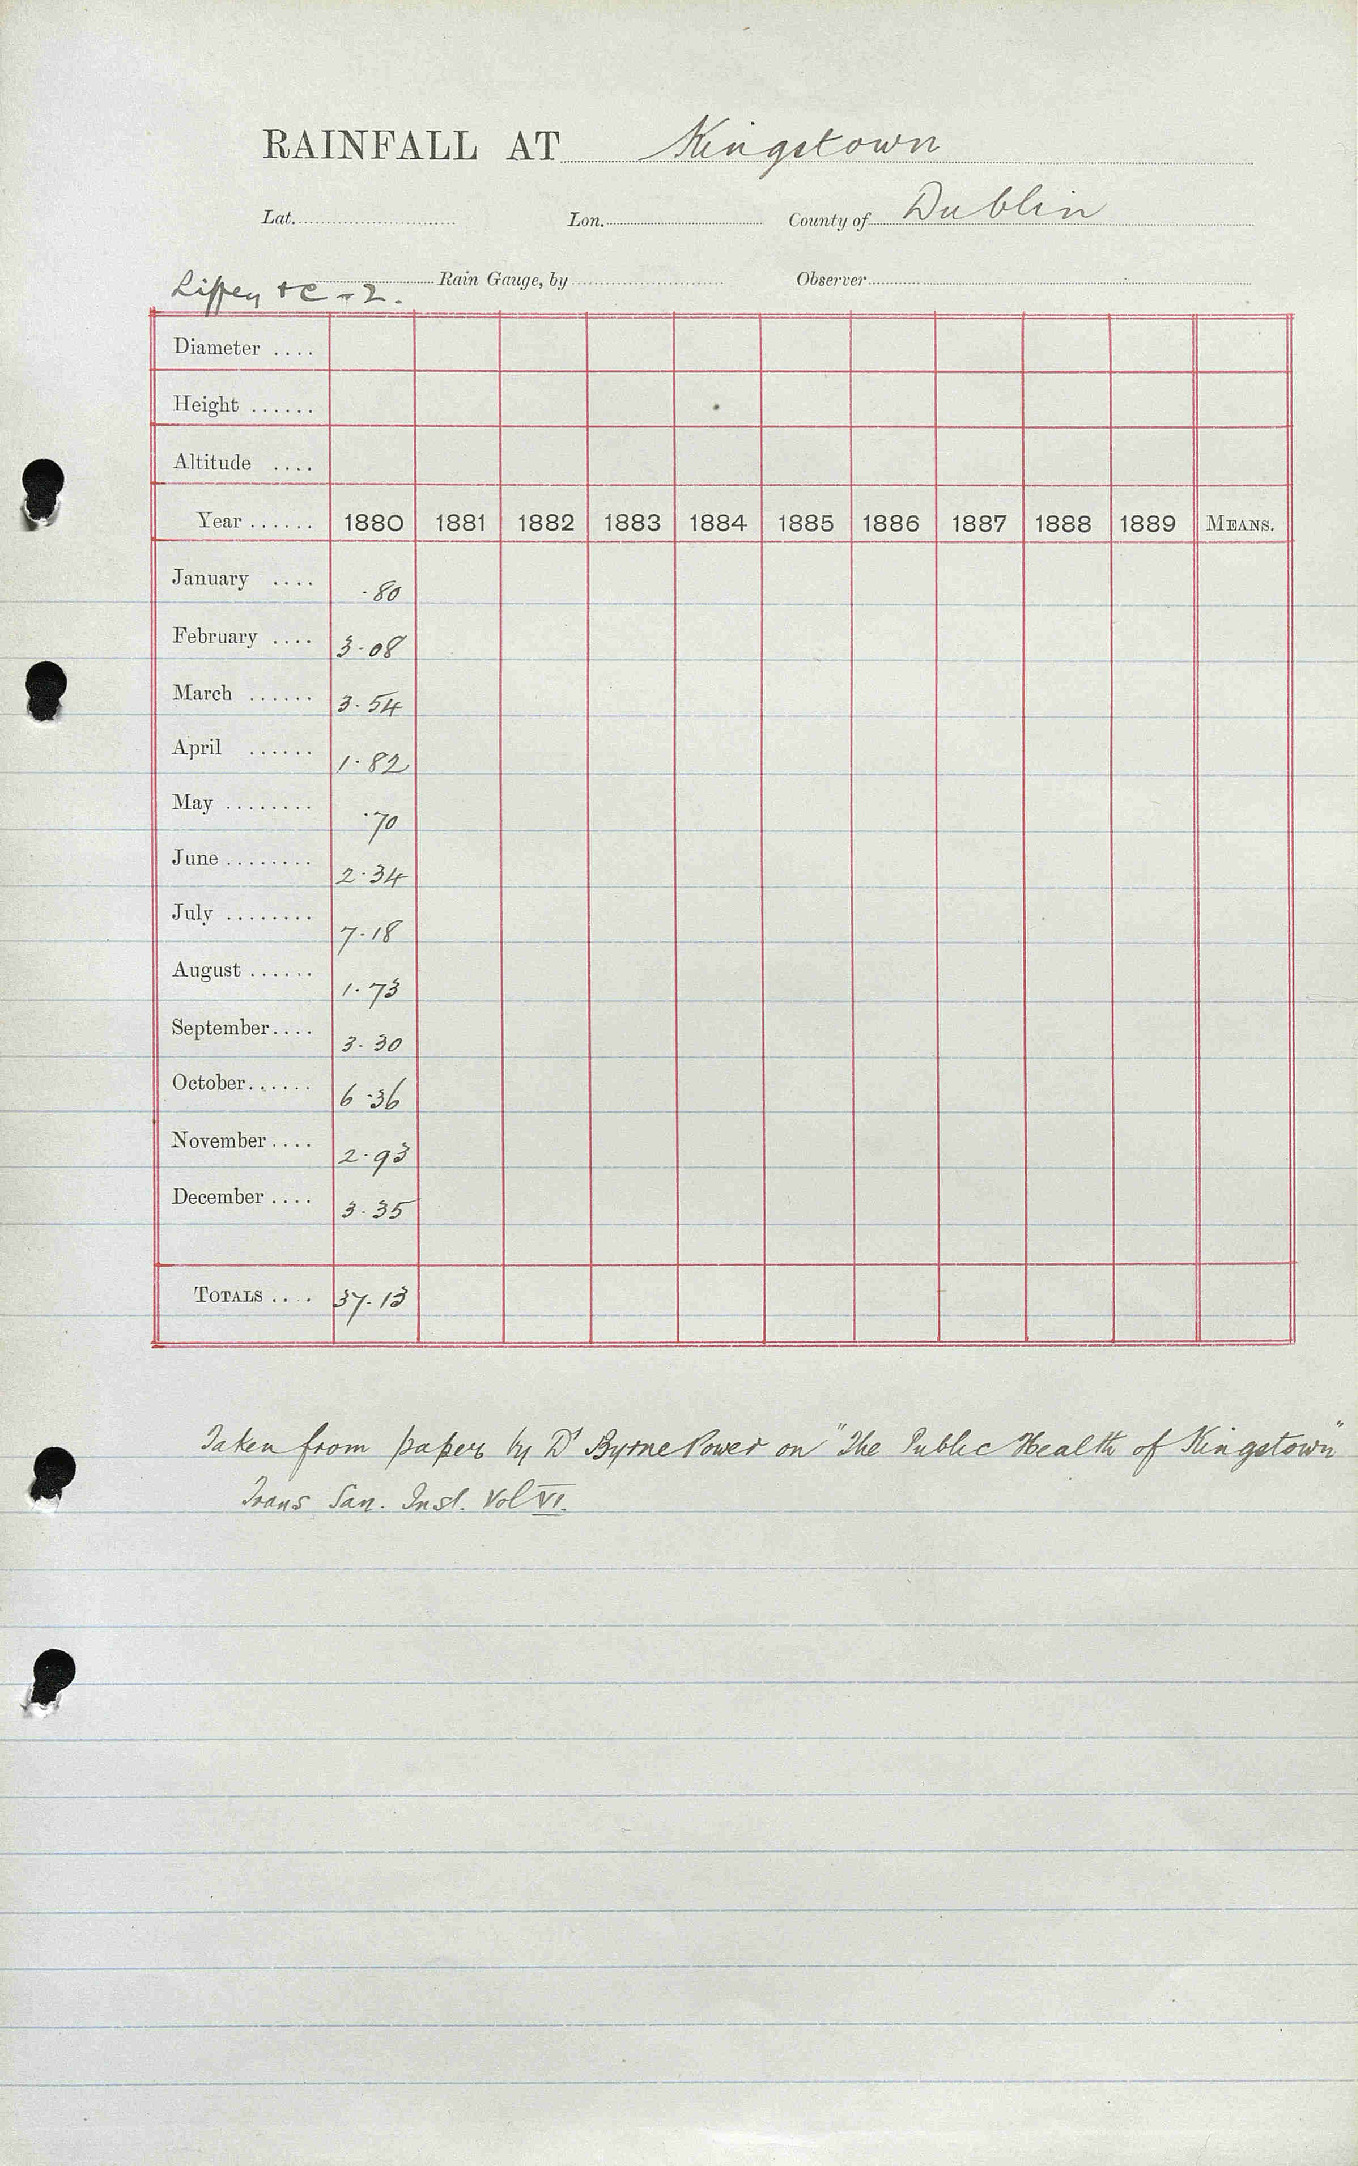 RAINFALL AT Kingstown
Lat. Lon. County of Dublin
Liffey &c - 2. Rain Gauge, by Observer
Diameter ....
Height ......
Altitude ....
Year ...... 1880 1881 1882 1883 1884 1885 1886 1887 1888 1889 MEANS.
January .... .80
February .... 3.08
March ...... 3.54
April ...... 1.82
May ........ .70
June ........ 2.34
July ........ 7.18
August ...... 1.73
September .... 3.30
October ...... 6.36
November .... 2.93
December .... 3.35
TOTALS .... 37.13
Taken from paper by Dr Byrne Power on "The Public Health of Kingstown"
Trans San. Inst. Vol VI.